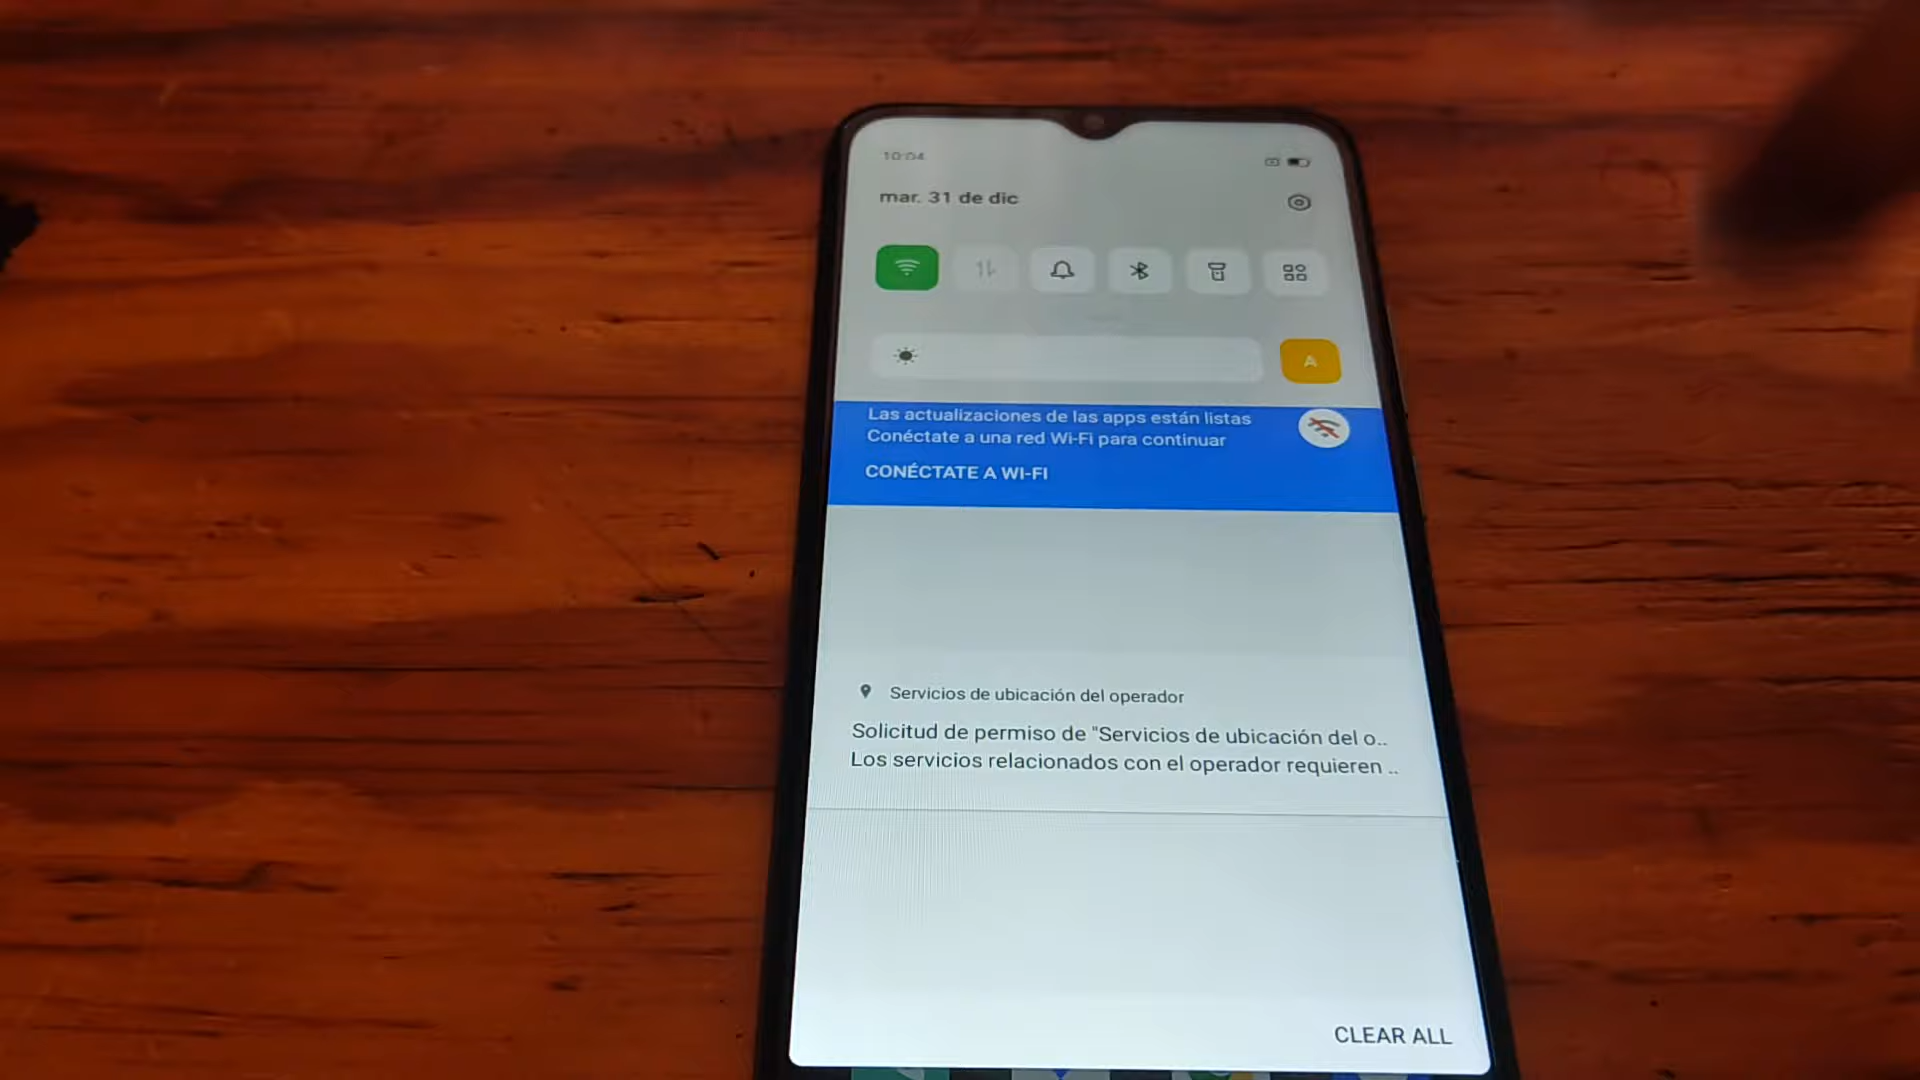 10:04
mar. 31 de dic
A
Las actualizaciones de las apps están listas
Conéctate a una red Wi-Fi para continuar
CONÉCTATE A WI-FI
Servicios de ubicación del operador
Solicitud de permiso de "Servicios de ubicación del o..
Los servicios relacionados con el operador requieren ..
CLEAR ALL